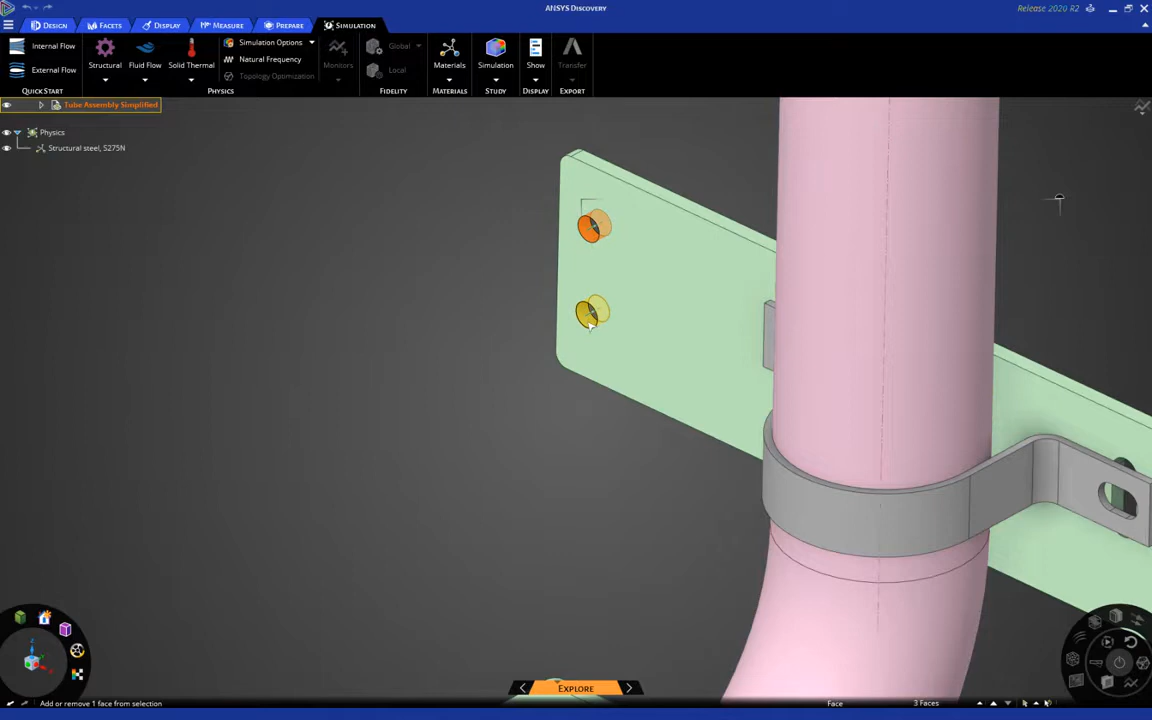 ANSYS Discovery
Release 2020 R2
DESIGN
FACETS
DISPLAY
MEASURE
PREPARE
SIMULATION
Internal Flow
External Flow
QUICK START
Structural
Fluid Flow
Solid Thermal
Simulation Options
Natural Frequency
Topology Optimization
PHYSICS
Monitors
Global
Local
FIDELITY
Materials
MATERIALS
Simulation
STUDY
Show
DISPLAY
Transfer
EXPORT
Tube Assembly Simplified
Physics
Structural steel, S275N
EXPLORE
Add or remove 1 face from selection
Face
3 Faces